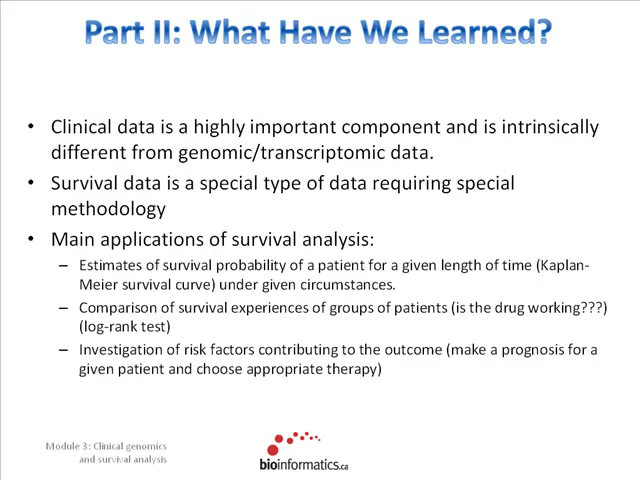 Part II: What Have We Learned?
• Clinical data is a highly important component and is intrinsically
different from genomic/transcriptomic data.
• Survival data is a special type of data requiring special
methodology
• Main applications of survival analysis:
– Estimates of survival probability of a patient for a given length of time (Kaplan-
Meier survival curve) under given circumstances.
– Comparison of survival experiences of groups of patients (is the drug working???)
(log-rank test)
– Investigation of risk factors contributing to the outcome (make a prognosis for a
given patient and choose appropriate therapy)
Module 3: Clinical genomics
and survival analysis
bioinformatics.ca